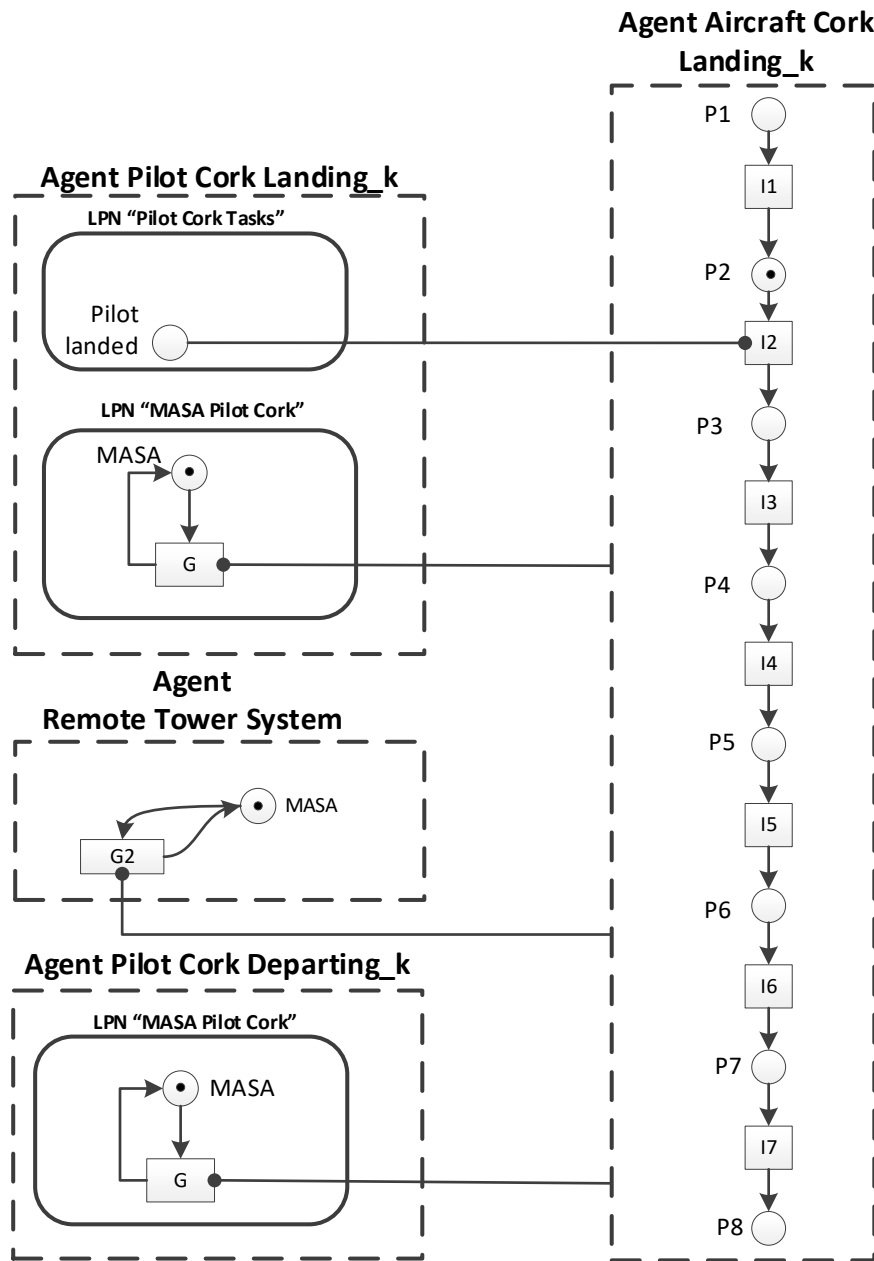 Agent Aircraft Cork
Landing_k
P1
I1
P2
I2
P3
I3
P4
I4
P5
I5
P6
I6
P7
I7
P8
Agent Pilot Cork Landing_k
LPN “Pilot Cork Tasks”
Pilot
landed
LPN “MASA Pilot Cork”
MASA
G
Agent
Remote Tower System
MASA
G2
Agent Pilot Cork Departing_k
LPN “MASA Pilot Cork”
MASA
G